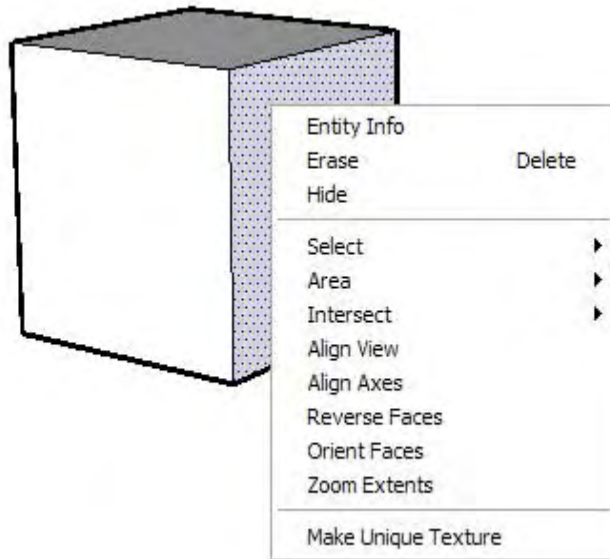 Entity Info
Erase Delete
Hide
Select
Area
Intersect
Align View
Align Axes
Reverse Faces
Orient Faces
Zoom Extents
Make Unique Texture